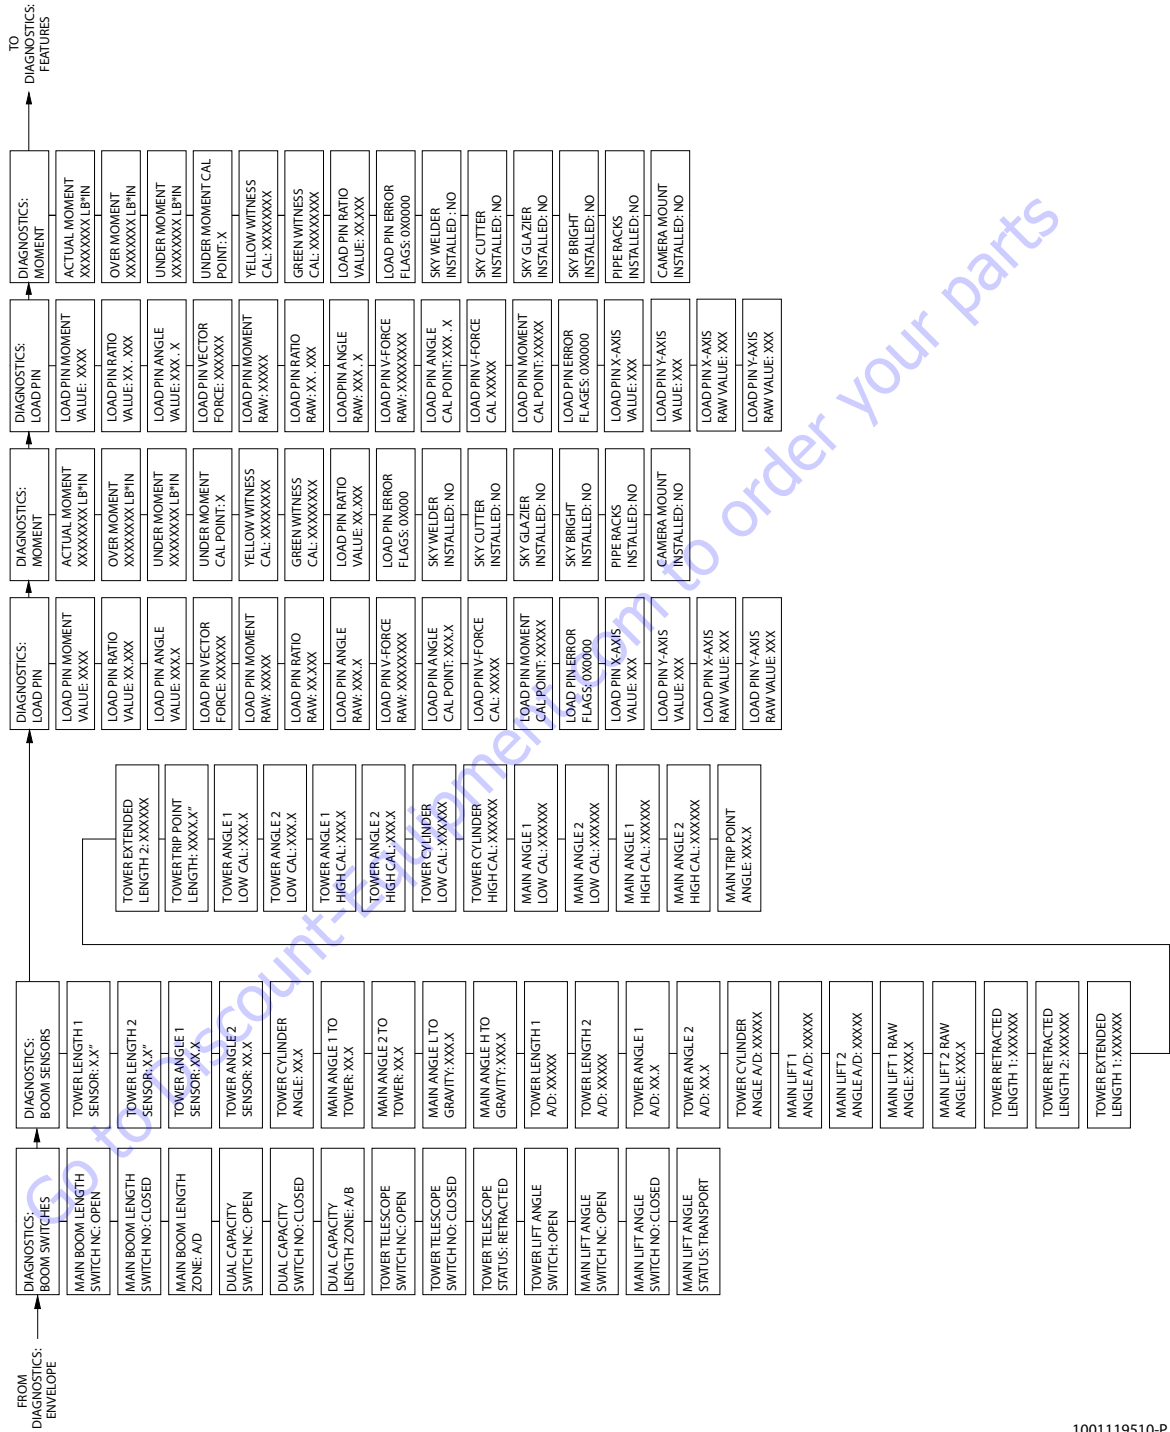 FROM
DIAGNOSTICS:
ENVELOPE
DIAGNOSTICS:
BOOM SWITCHES
MAIN BOOM LENGTH
SWITCH NC: OPEN
MAIN BOOM LENGTH
SWITCH NO: CLOSED
MAIN BOOM LENGTH
ZONE: A/D
DUAL CAPACITY
SWITCH NC: OPEN
DUAL CAPACITY
SWITCH NO: CLOSED
DUAL CAPACITY
LENGTH ZONE: A/B
TOWER TELESCOPE
SWITCH NC: OPEN
TOWER TELESCOPE
SWITCH NO: CLOSED
TOWER TELESCOPE
STATUS: RETRACTED
TOWER LIFT ANGLE
SWITCH: OPEN
MAIN LIFT ANGLE
SWITCH NC: OPEN
MAIN LIFT ANGLE
SWITCH NO: CLOSED
MAIN LIFT ANGLE
STATUS: TRANSPORT
DIAGNOSTICS:
BOOM SENSORS
TOWER LENGTH 1
SENSOR: X.X"
TOWER LENGTH 2
SENSOR: X.X"
TOWER ANGLE 1
SENSOR: XX.X
TOWER ANGLE 2
SENSOR: XX.X
TOWER CYLINDER
ANGLE: XX.X
MAIN ANGLE 1 TO
TOWER: XX.X
MAIN ANGLE 2 TO
TOWER: XX.X
MAIN ANGLE L TO
GRAVITY: XXX.X
MAIN ANGLE H TO
GRAVITY: XXX.X
TOWER LENGTH 1
A/D: XXXXX
TOWER LENGTH 2
A/D: XXXXX
TOWER ANGLE 1
A/D: XX.X
TOWER ANGLE 2
A/D: XX.X
TOWER CYLINDER
ANGLE A/D: XXXXX
MAIN LIFT 1
ANGLE A/D: XXXXX
MAIN LIFT 2
ANGLE A/D: XXXXX
MAIN LIFT 1 RAW
ANGLE: XXX.X
MAIN LIFT 2 RAW
ANGLE: XXX.X
TOWER RETRACTED
LENGTH 1: XXXXXX
TOWER RETRACTED
LENGTH 2: XXXXXX
TOWER EXTENDED
LENGTH 1: XXXXXX
TOWER EXTENDED
LENGTH 2: XXXXXX
TOWER TRIP POINT
LENGTH: XXXX.X"
TOWER ANGLE 1
LOW CAL: XXX.X
TOWER ANGLE 2
LOW CAL: XXX.X
TOWER ANGLE 1
HIGH CAL: XXX.X
TOWER ANGLE 2
HIGH CAL: XXX.X
TOWER CYLINDER
LOW CAL: XXXXXX
TOWER CYLINDER
HIGH CAL: XXXXXX
MAIN ANGLE 1
LOW CAL: XXXXXX
MAIN ANGLE 2
LOW CAL: XXXXXX
MAIN ANGLE 1
HIGH CAL: XXXXXX
MAIN ANGLE 2
HIGH CAL: XXXXXX
MAIN TRIP POINT
ANGLE: XXX.X
DIAGNOSTICS:
LOAD PIN
LOAD PIN MOMENT
VALUE: XXXX
LOAD PIN RATIO
VALUE: XX.XXX
LOAD PIN ANGLE
VALUE: XXX.X
LOAD PIN VECTOR
FORCE: XXXXXX
LOAD PIN MOMENT
RAW: XXXXX
LOAD PIN RATIO
RAW: XX.XXX
LOAD PIN ANGLE
RAW: XXX.X
LOAD PIN V-FORCE
RAW: XXXXXXXX
LOAD PIN ANGLE
CAL POINT: XXX.X
LOAD PIN V-FORCE
CAL: XXXXX
LOAD PIN MOMENT
CAL POINT: XXXXX
LOAD PIN ERROR
FLAGS: 0X0000
LOAD PIN X-AXIS
VALUE: XXX
LOAD PIN Y-AXIS
VALUE: XXX
LOAD PIN X-AXIS
RAW VALUE: XXX
LOAD PIN Y-AXIS
RAW VALUE: XXX
DIAGNOSTICS:
MOMENT
ACTUAL MOMENT
XXXXXXXX LB*IN
OVER MOMENT
XXXXXXXX LB*IN
UNDER MOMENT
XXXXXXXX LB*IN
UNDER MOMENT
CAL POINT: X
YELLOW WITNESS
CAL: XXXXXXXX
GREEN WITNESS
CAL: XXXXXXXX
LOAD PIN RATIO
VALUE: XX.XXX
LOAD PIN ERROR
FLAGS: 0X000
SKY WELDER
INSTALLED: NO
SKY CUTTER
INSTALLED: NO
SKY GLAZIER
INSTALLED: NO
SKY BRIGHT
INSTALLED: NO
PIPE RACKS
INSTALLED: NO
CAMERA MOUNT
INSTALLED: NO
DIAGNOSTICS:
LOAD PIN
LOAD PIN MOMENT
VALUE: XXXX
LOAD PIN RATIO
VALUE: XX . XXX
LOAD PIN ANGLE
VALUE: XXX . X
LOAD PIN VECTOR
FORCE: XXXXXX
LOAD PIN MOMENT
RAW: XXXXX
LOAD PIN RATIO
RAW: XX . XXX
LOADPIN ANGLE
RAW: XXX . X
LOAD PIN V-FORCE
RAW: XXXXXXXX
LOAD PIN ANGLE
CAL POINT: XXX . X
LOAD PIN V-FORCE
CAL XXXXX
LOAD PIN MOMENT
CAL POINT: XXXXX
LOAD PIN ERROR
FLAGES: 0X0000
LOAD PIN X-AXIS
VALUE: XXX
LOAD PIN Y-AXIS
VALUE: XXX
LOAD PIN X-AXIS
RAW VALUE: XXX
LOAD PIN Y-AXIS
RAW VALUE: XXX
DIAGNOSTICS:
MOMENT
ACTUAL MOMENT
XXXXXXXX LB*IN
OVER MOMENT
XXXXXXXX LB*IN
UNDER MOMENT
XXXXXXXX LB*IN
UNDER MOMENT CAL
POINT: X
YELLOW WITNESS
CAL: XXXXXXXX
GREEN WITNESS
CAL: XXXXXXXX
LOAD PIN RATIO
VALUE: XX.XXX
LOAD PIN ERROR
FLAGS: 0X0000
SKY WELDER
INSTALLED : NO
SKY CUTTER
INSTALLED: NO
SKY GLAZIER
INSTALLED: NO
SKY BRIGHT
INSTALLED: NO
PIPE RACKS
INSTALLED: NO
CAMERA MOUNT
INSTALLED: NO
TO
DIAGNOSTICS:
FEATURES
Go to Discount-Equipment.com to order your parts
1001119510-P